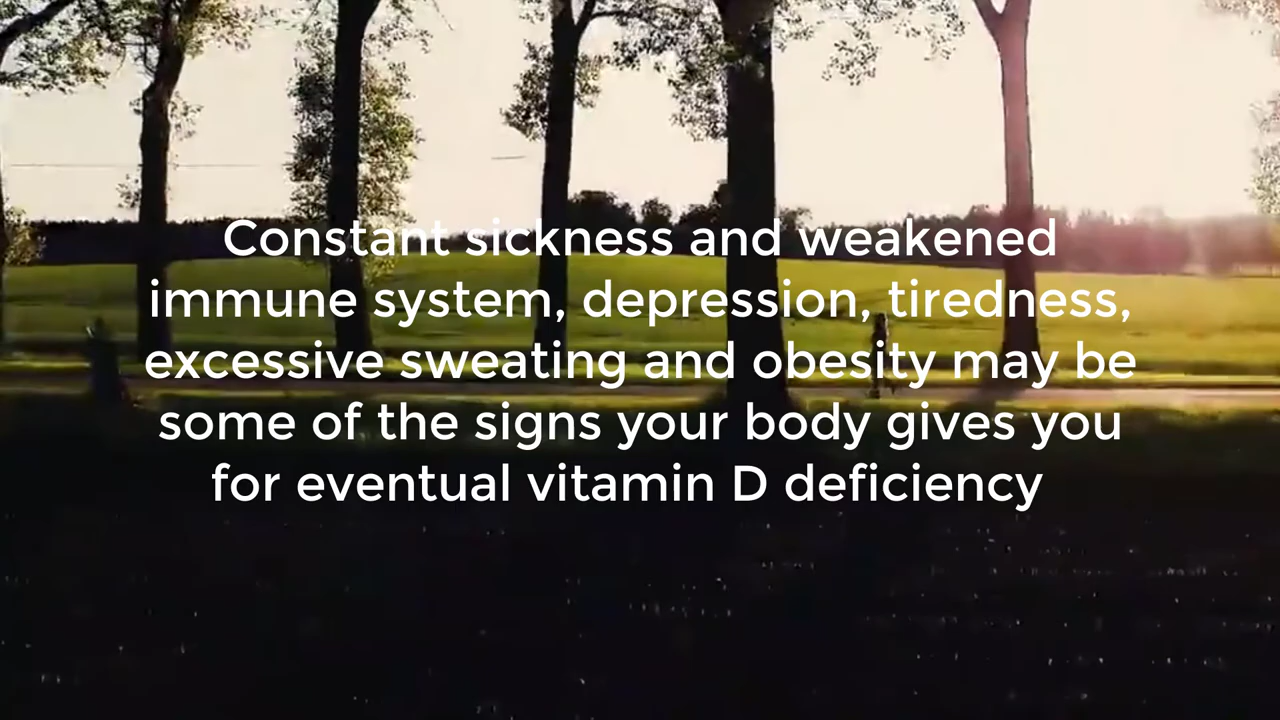 Constant sickness and weakened
immune system, depression, tiredness,
excessive sweating and obesity may be
some of the signs your body gives you
for eventual vitamin D deficiency